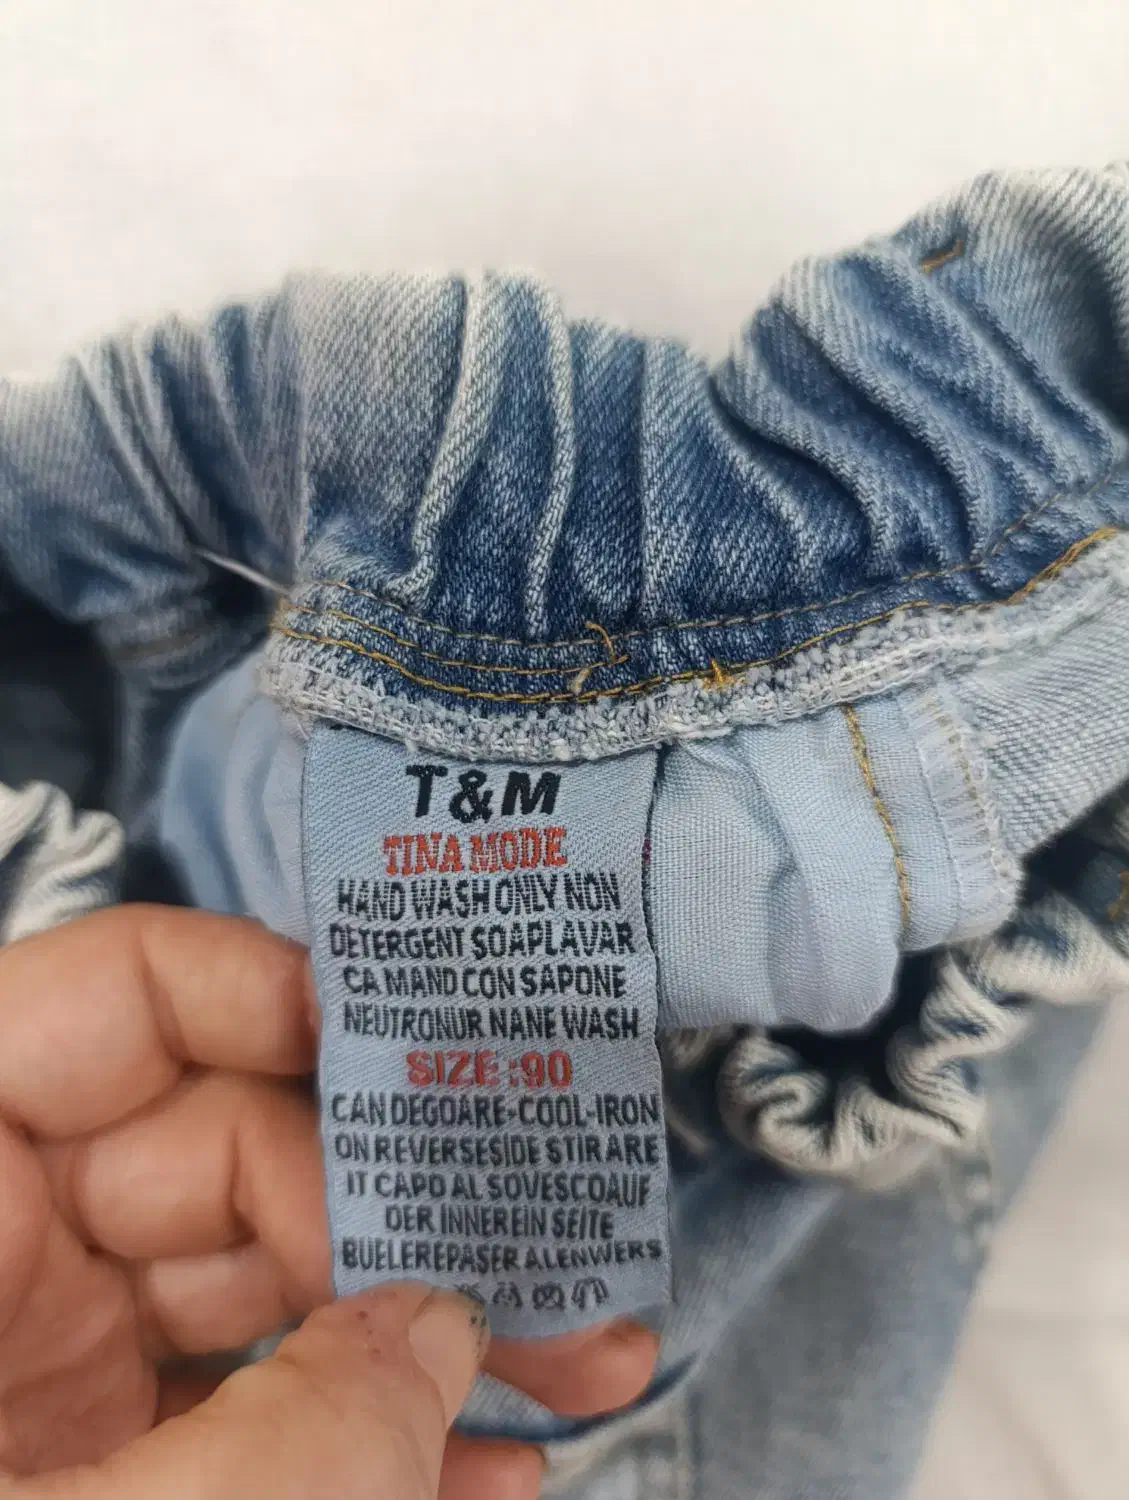 T&M
TINA MODE
HAND WASH ONLY NON
DETERGENT SOAPLAVAR
CA MAND CON SAPONE
NEUTRONUR NANE WASH
SIZE:90
CAN DEGOARE-COOL-IRON
ON REVERSESIDE STIRARE
IT CAPO AL SOVESCOAUF
DER INNEREIN SEITE
BUELEREPASER ALENWERS